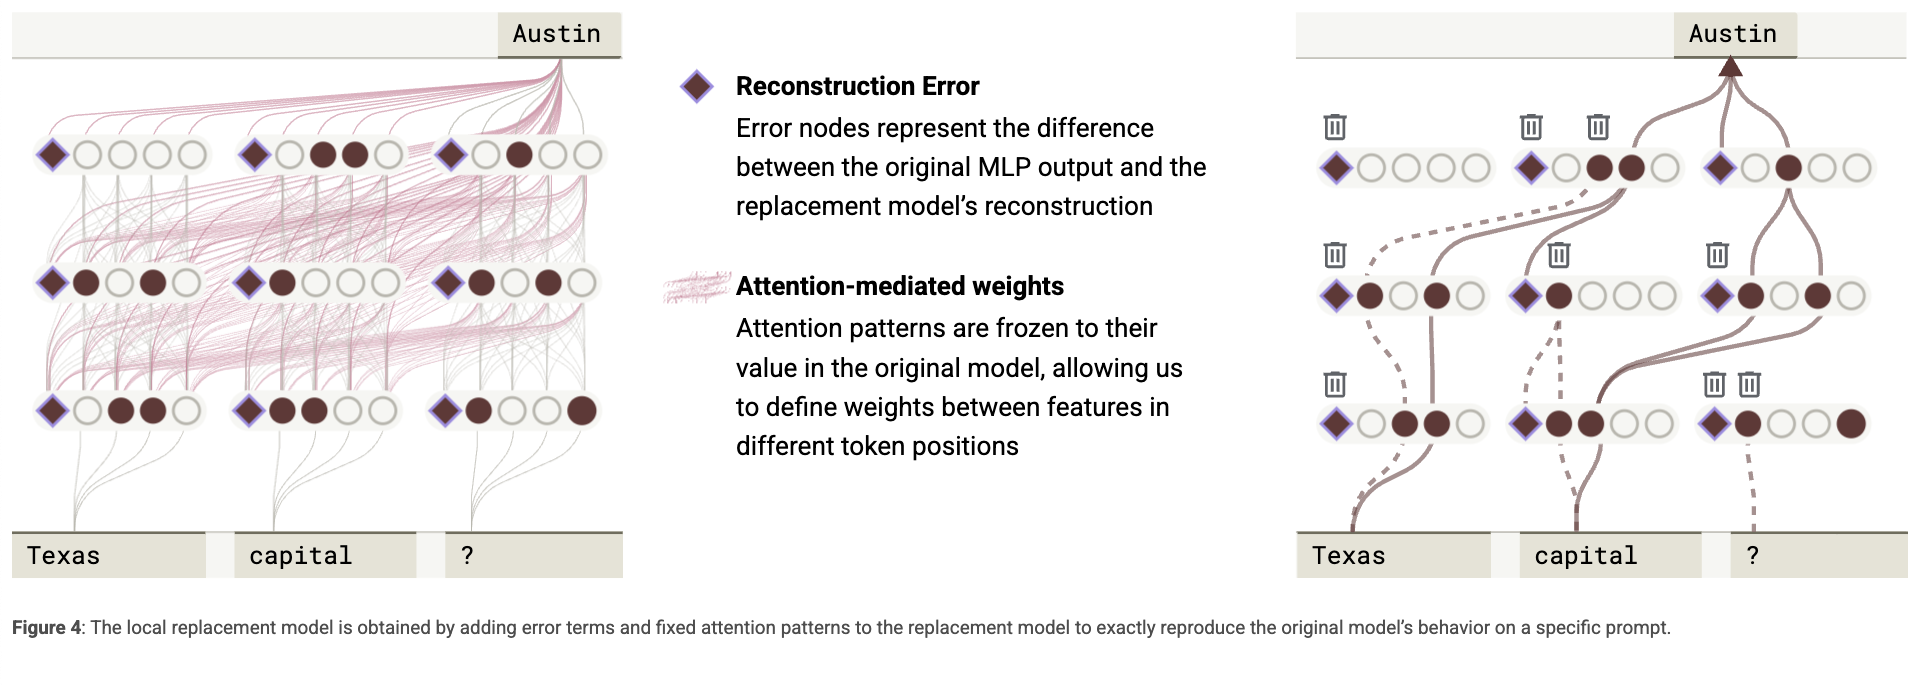 Austin
Texas
capital
?
Reconstruction Error
Error nodes represent the difference
between the original MLP output and the
replacement model's reconstruction
Attention-mediated weights
Attention patterns are frozen to their
value in the original model, allowing us
to define weights between features in
different token positions
Austin
Texas
capital
?
Figure 4: The local replacement model is obtained by adding error terms and fixed attention patterns to the replacement model to exactly reproduce the original model's behavior on a specific prompt.